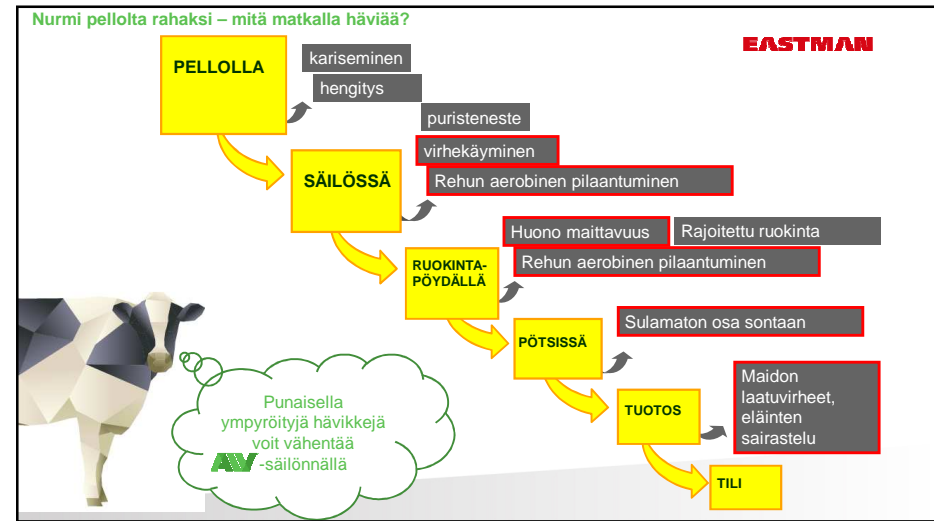 Nurmi pellolta rahaksi – mitä matkalla häviää?
EASTMAN
PELLOLLA
kariseminen
hengitys
puristeneste
virhekäyminen
SÄILÖSSÄ
Rehun aerobinen pilaantuminen
Huono maittavuus
Rajoitettu ruokinta
RUOKINTA-
PÖYDÄLLÄ
Rehun aerobinen pilaantuminen
Sulamaton osa sontaan
PÖTSISSÄ
Maidon
laatuvirheet,
eläinten
sairastelu
TUOTOS
TILI
Punaisella
ympyröityjä hävikkejä
voit vähentää
AIV -säilönnällä